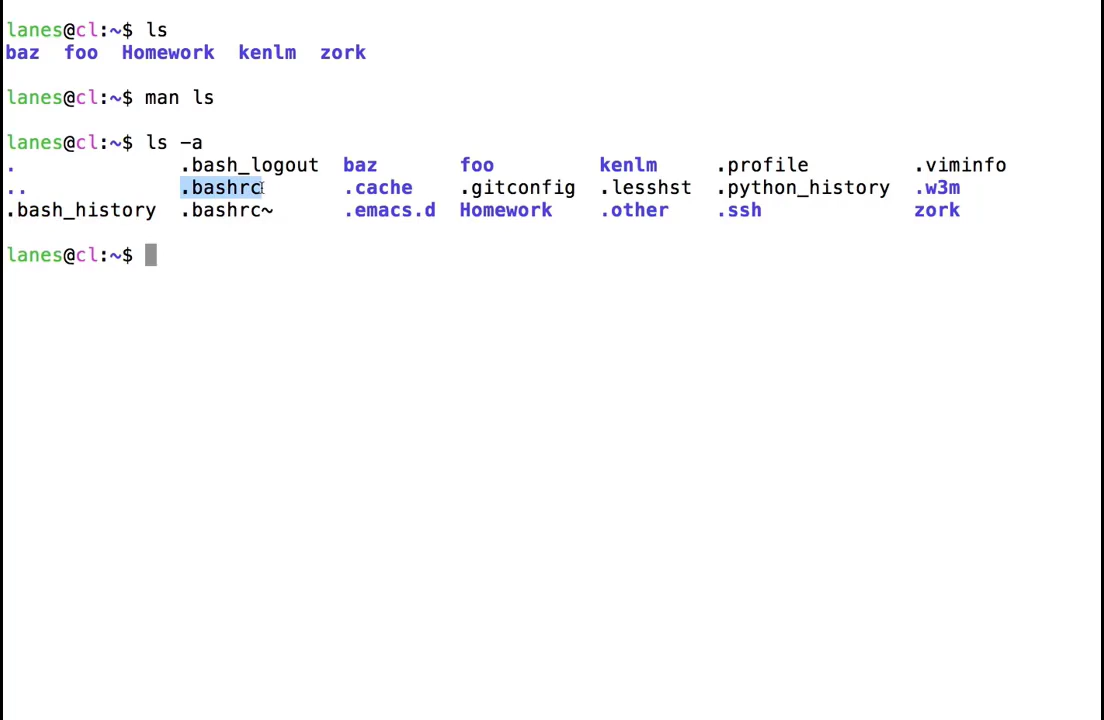 lanes@cl:~$ ls
baz  foo  Homework  kenlm  zork
lanes@cl:~$ man ls
lanes@cl:~$ ls -a
.               .bash_logout  baz       foo         kenlm     .profile         .viminfo
..              .bashrc       .cache    .gitconfig  .lesshst  .python_history  .w3m
.bash_history   .bashrc~      .emacs.d  Homework    .other    .ssh             zork
lanes@cl:~$